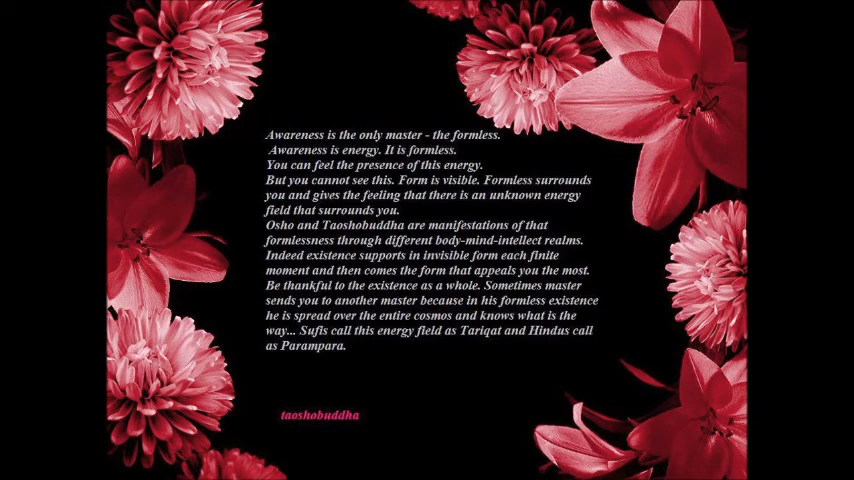 Awareness is the only master - the formless.
Awareness is energy. It is formless.
You can feel the presence of this energy.
But you cannot see this. Form is visible. Formless surrounds
you and gives the feeling that there is an unknown energy
field that surrounds you.
Osho and Taoshobuddha are manifestations of that
formlessness through different body-mind-intellect realms.
Indeed existence supports in invisible form each finite
moment and then comes the form that appeals you the most.
Be thankful to the existence as a whole. Sometimes master
sends you to another master because in his formless existence
he is spread over the entire cosmos and knows what is the
way... Sufis call this energy field as Tariqat and Hindus call
as Parampara.
taoshobuddha